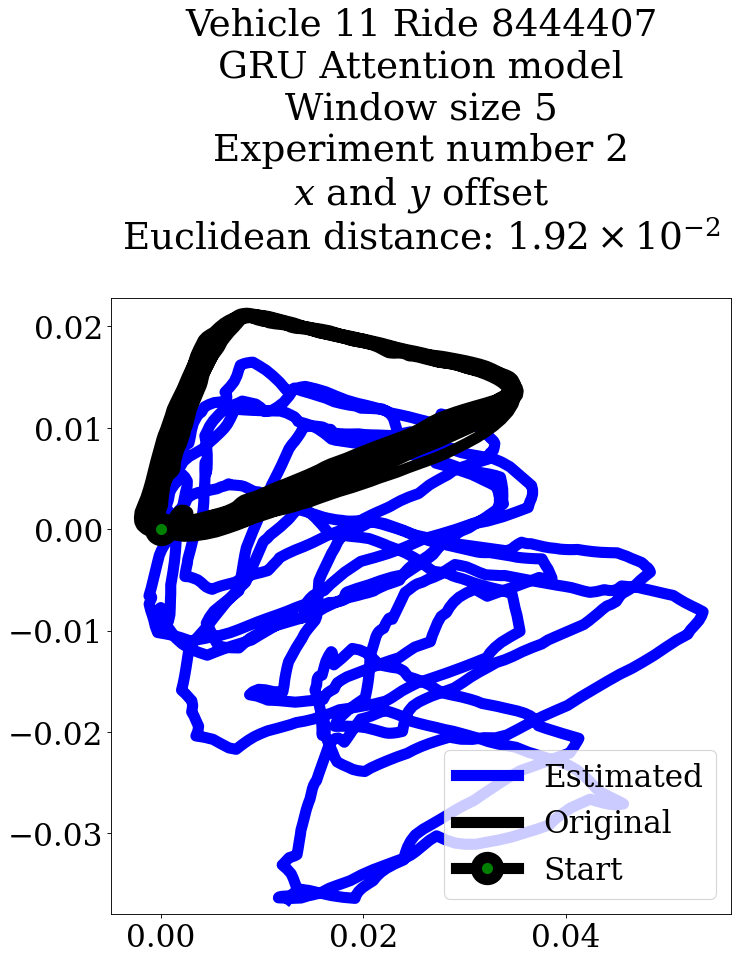 Vehicle 11 Ride 8444407
GRU Attention model
Window size 5
Experiment number 2
x and y offset
Euclidean distance: 1.92 × 10⁻²
0.02
0.01
0.00
−0.01
−0.02
−0.03
0.00 0.02 0.04
Estimated
Original
Start